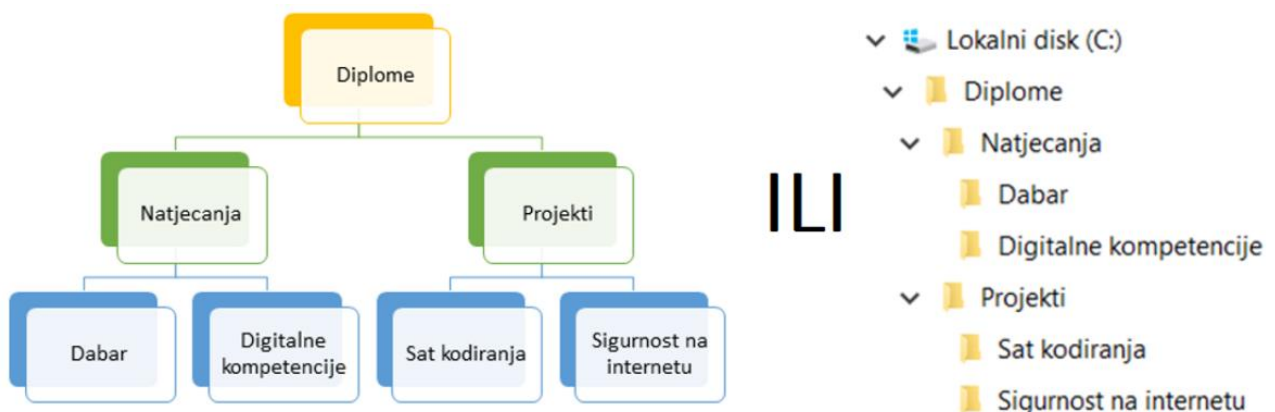 Diplome
Natjecanja
Projekti
Dabar
Digitalne
kompetencije
Sat kodiranja
Sigurnost na
internetu
ILI
Lokalni disk (C:)
Diplome
Natjecanja
Dabar
Digitalne kompetencije
Projekti
Sat kodiranja
Sigurnost na internetu